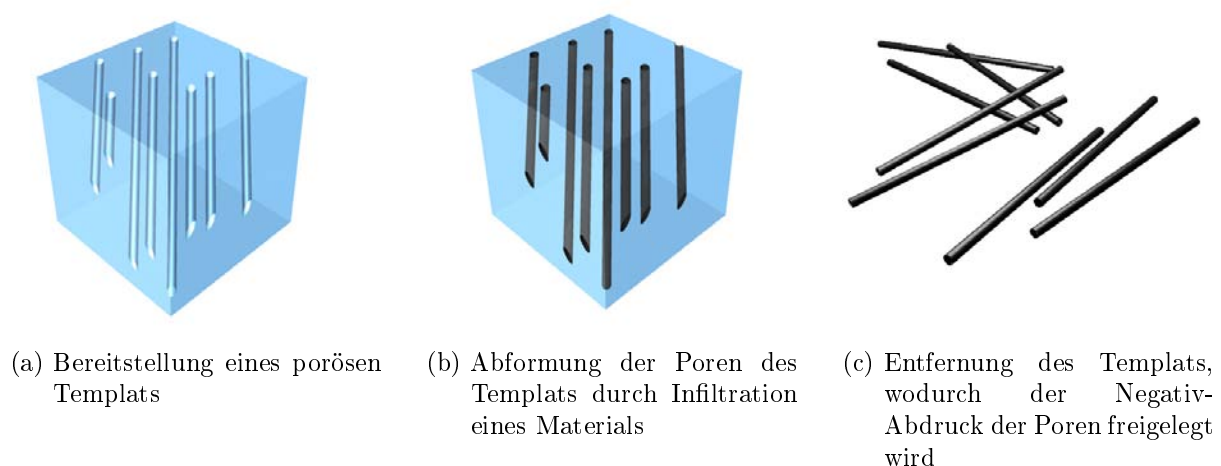 (a) Bereitstellung eines porösen
Templats
(b) Abformung der Poren des
Templats durch Infiltration
eines Materials
(c) Entfernung des Templats,
wodurch der Negativ-
Abdruck der Poren freigelegt
wird